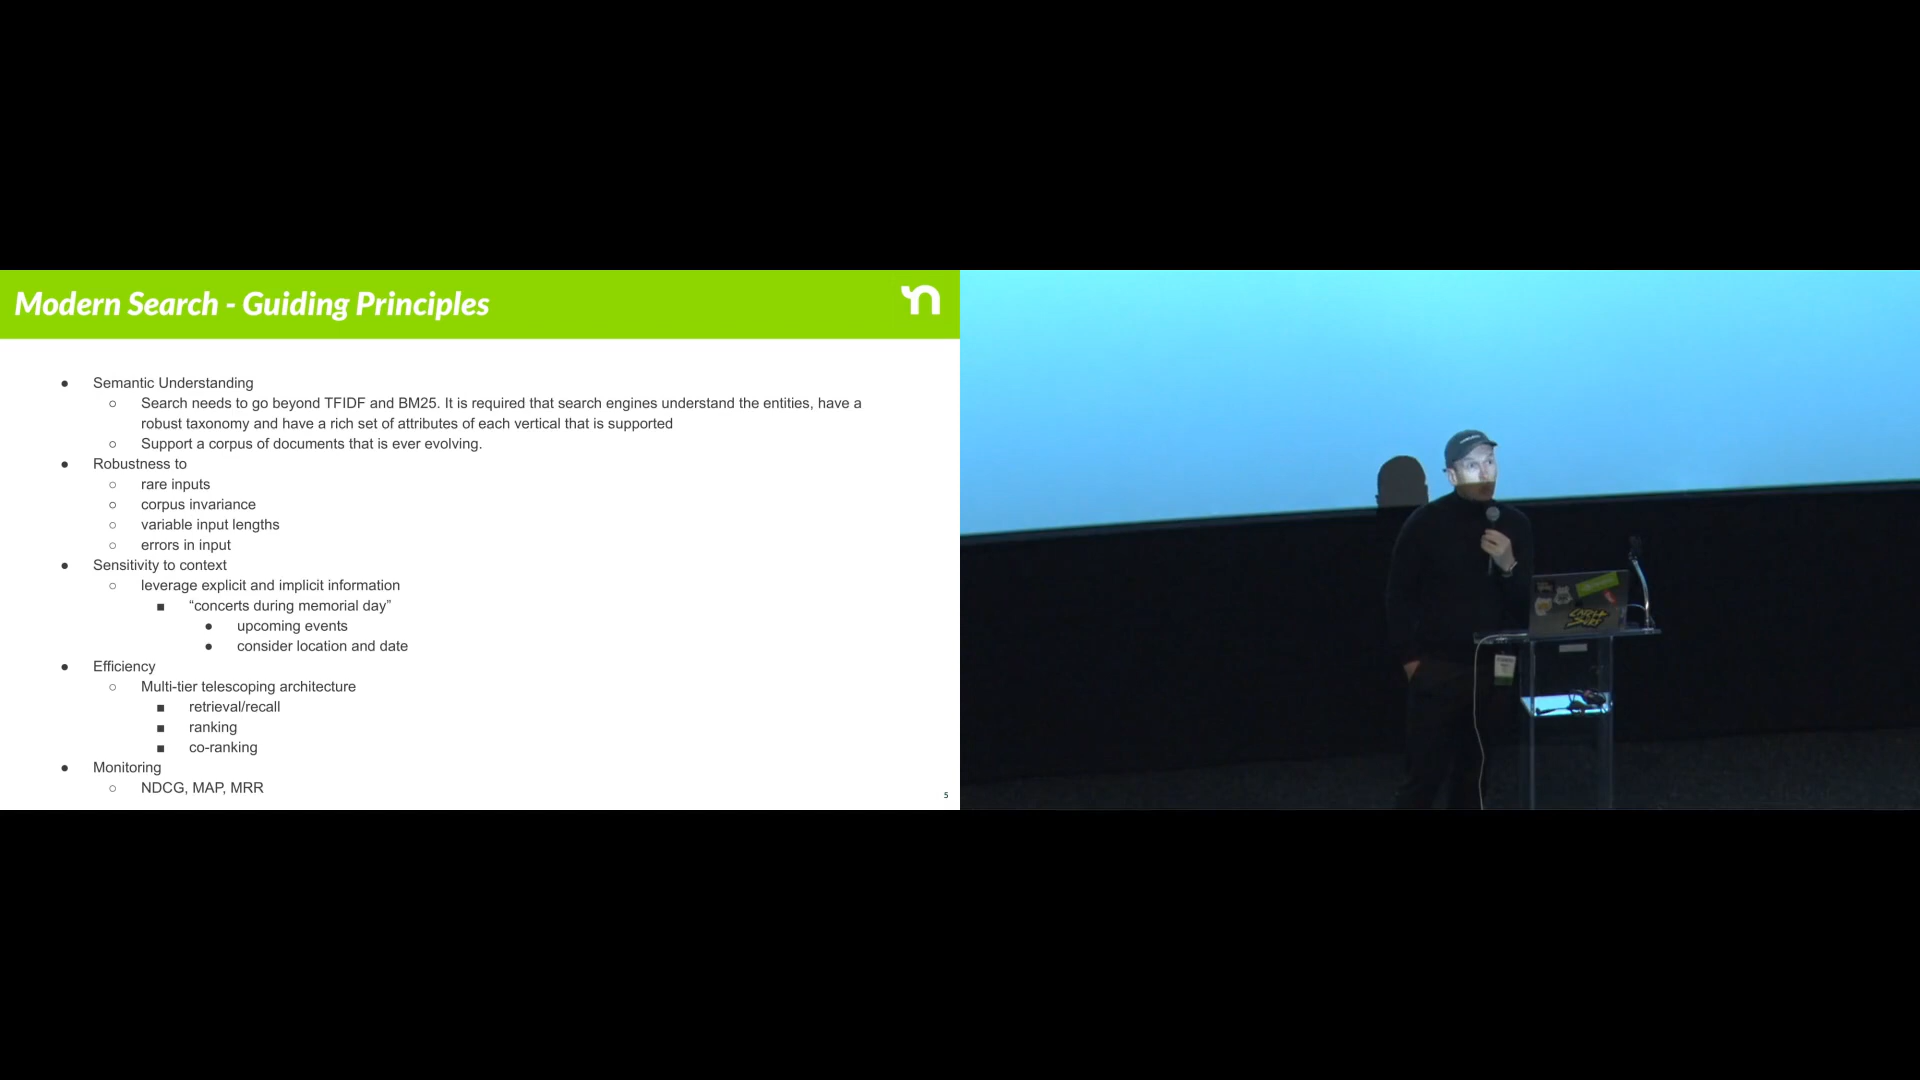 Modern Search - Guiding Principles
● Semantic Understanding
○ Search needs to go beyond TFIDF and BM25. It is required that search engines understand the entities, have a
robust taxonomy and have a rich set of attributes of each vertical that is supported
○ Support a corpus of documents that is ever evolving.
● Robustness to
○ rare inputs
○ corpus invariance
○ variable input lengths
○ errors in input
● Sensitivity to context
○ leverage explicit and implicit information
■ “concerts during memorial day”
● upcoming events
● consider location and date
● Efficiency
○ Multi-tier telescoping architecture
■ retrieval/recall
■ ranking
■ co-ranking
● Monitoring
○ NDCG, MAP, MRR
5